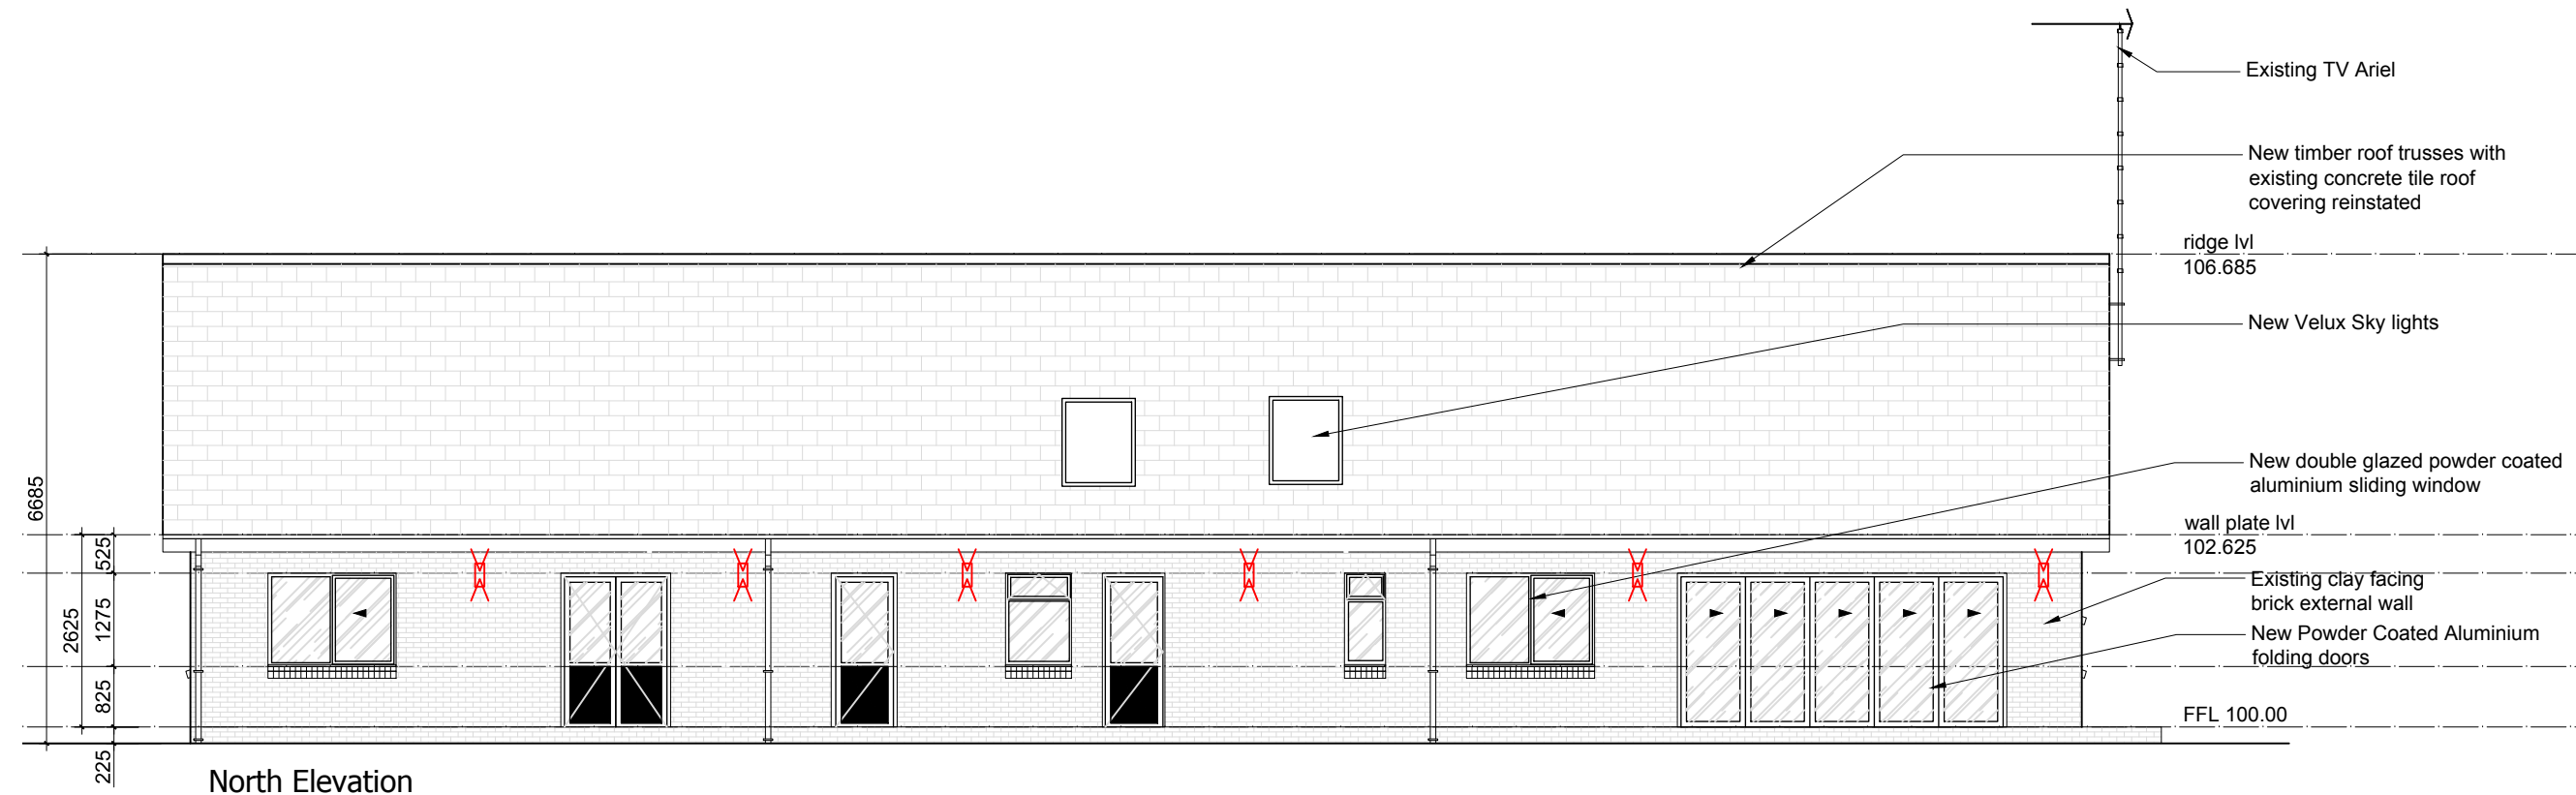 Existing TV Ariel
New timber roof trusses with
existing concrete tile roof
covering reinstated
ridge lvl
106.685
New Velux Sky lights
New double glazed powder coated
aluminium sliding window
wall plate lvl
102.625
Existing clay facing
brick external wall
New Powder Coated Aluminium
folding doors
FFL 100.00
6685
2625
525
1275
825
225
North Elevation